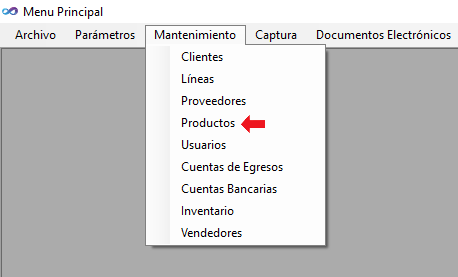 Menu Principal
Archivo Parámetros Mantenimiento Captura Documentos Electrónicos
Clientes
Líneas
Proveedores
Productos
Usuarios
Cuentas de Egresos
Cuentas Bancarias
Inventario
Vendedores